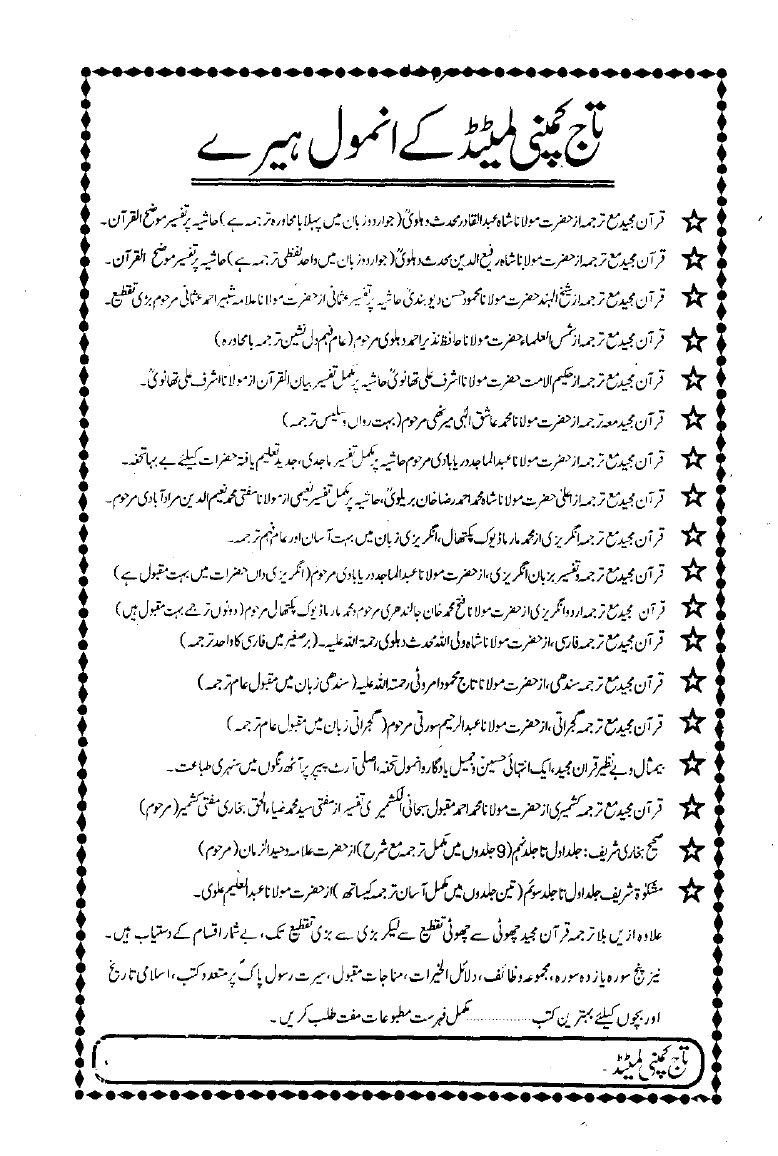 تاج کمپنی لمیٹڈ کے انمول ہیرے
قرآن مجید مع ترجمہ از حضرت مولانا شاہ عبدالقادر محدث دہلویؒ (جو اردو زبان میں پہلا بامحاورہ ترجمہ ہے) حاشیہ پر تفسیر موضح القرآن۔
قرآن مجید مع ترجمہ از حضرت مولانا شاہ رفیع الدین محدث دہلویؒ (جو اردو زبان میں واحد لفظی ترجمہ ہے) حاشیہ پر تفسیر موضح القرآن۔
قرآن مجید مع ترجمہ از شیخ الہند حضرت مولانا محمود حسن دیوبندیؒ حاشیہ پر تفسیر عثمانی از حضرت مولانا علامہ شبیر احمد عثمانی مرحوم بڑی تقطیع۔
قرآن مجید مع ترجمہ از شمس العلماء حضرت مولانا حافظ نذیر احمد دہلوی مرحوم (عام فہم دل نشین ترجمہ بامحاورہ)
قرآن مجید مع ترجمہ از حکیم الامت حضرت مولانا اشرف علی تھانویؒ حاشیہ پر مکمل تفسیر بیان القرآن از مولانا اشرف علی تھانویؒ۔
قرآن مجید معہ ترجمہ از حضرت مولانا محمد عاشق الٰہی میرٹھی مرحوم (بہت رواں و سلیس ترجمہ)
قرآن مجید مع ترجمہ از حضرت مولانا عبدالماجد دریابادی مرحوم حاشیہ پر مکمل تفسیر ماجدی، جدید تعلیم یافتہ حضرات کیلئے بے بہا تحفہ۔
قرآن مجید مع ترجمہ از اعلیٰ حضرت مولانا شاہ محمد احمد رضا خان بریلویؒ، حاشیہ پر مکمل تفسیر نعیمی از مولانا مفتی محمد نعیم الدین مراد آبادی مرحوم۔
قرآن مجید مع ترجمہ انگریزی از محمد مارماڈیوک پکتھال، انگریزی زبان میں بہت آسان اور عام فہم ترجمہ۔
قرآن مجید مع ترجمہ و تفسیر بزبان انگریزی، از حضرت مولانا عبدالماجد دریابادی مرحوم (انگریزی داں حضرات میں بہت مقبول ہے)
قرآن مجید مع ترجمہ اردو انگریزی از حضرت مولانا فتح محمد خان جالندھری مرحوم و محمد مارماڈیوک پکتھال مرحوم (دونوں ترجمے بہت مقبول ہیں)
قرآن مجید مع ترجمہ فارسی، از حضرت مولانا شاہ ولی اللہ محدث دہلوی رحمتہ اللہ علیہ۔ (برصغیر میں فارسی کا واحد ترجمہ)
قرآن مجید مع ترجمہ سندھی، از حضرت مولانا تاج محمود امروٹی رحمتہ اللہ علیہ (سندھی زبان میں مقبول عام ترجمہ)
قرآن مجید مع ترجمہ گجراتی، از حضرت مولانا عبدالرحیم سورتی مرحوم (گجراتی زبان میں مقبول عام ترجمہ)
بیمثال و بے نظیر قرآن مجید، ایک انتہائی حسین و جمیل یادگار و انمول تحفہ، اصلی آرٹ پیپر پر آٹھ رنگوں میں سنہری طباعت۔
قرآن مجید مع ترجمہ کشمیری از حضرت مولانا محمد احمد مقبول سبحانی الکشمیری تفسیر از مفتی سید محمد ضیاء الحق بخاری مفتی کشمیر (مرحوم)
صحیح بخاری شریف: جلد اول تا جلد نہم (9 جلدوں میں مکمل ترجمہ مع شرح) از حضرت علامہ وحید الزمان (مرحوم)
مشکوٰۃ شریف جلد اول تا جلد سوئم (تین جلدوں میں مکمل آسان ترجمہ کیساتھ) از حضرت مولانا عبدالعلیم علوی۔
علاوہ ازیں بلا ترجمہ قرآن مجید چھوٹی سے چھوٹی تقطیع سے لیکر بڑی سے بڑی تقطیع تک، بے شمار اقسام کے دستیاب ہیں۔
نیز پنج سورہ یازدہ سورہ، مجموعہ وظائف، دلائل الخیرات، مناجات مقبول، سیرت رسول پاکؐ پر متعدد کتب، اسلامی تاریخ
اور بچوں کیلئے بہترین کتب ................ مکمل فہرست مطبوعات مفت طلب کریں۔
تاج کمپنی لمیٹڈ۔